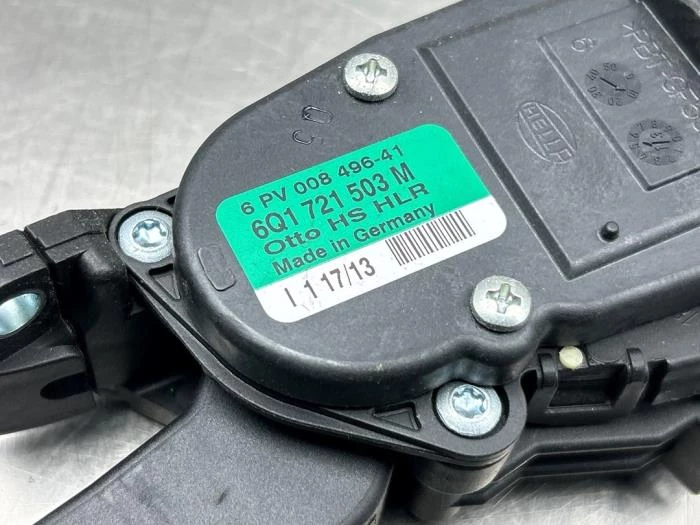 6 PV 008 496-41
6Q1 721 503 M
Otto HS HLR
Made in Germany
I 1 17/13
HELLA